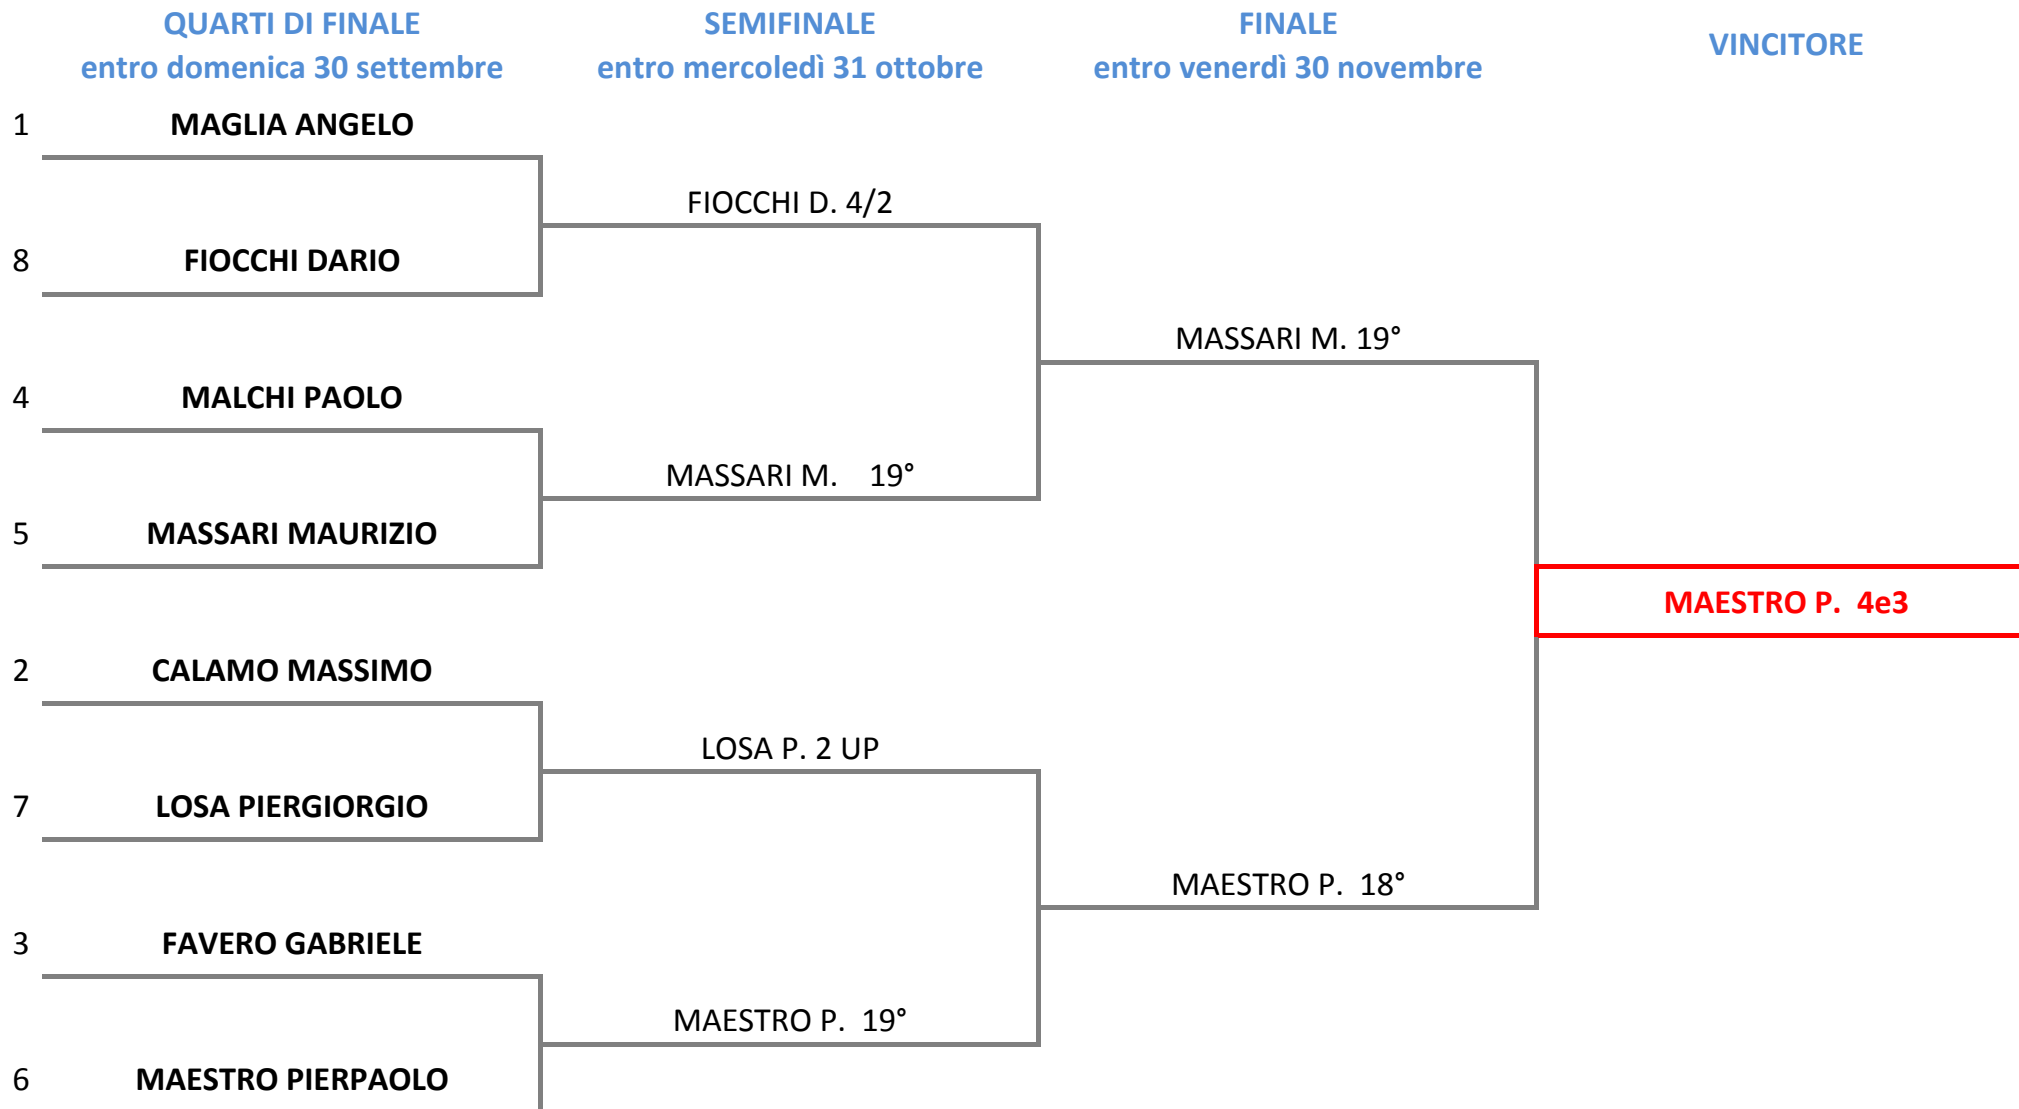 QUARTI DI FINALE
entro domenica 30 settembre
SEMIFINALE
entro mercoledì 31 ottobre
FINALE
entro venerdì 30 novembre
VINCITORE
1 MAGLIA ANGELO
FIOCCHI D. 4/2
8 FIOCCHI DARIO
MASSARI M. 19°
4 MALCHI PAOLO
MASSARI M. 19°
5 MASSARI MAURIZIO
MAESTRO P. 4e3
2 CALAMO MASSIMO
LOSA P. 2 UP
7 LOSA PIERGIORGIO
MAESTRO P. 18°
3 FAVERO GABRIELE
MAESTRO P. 19°
6 MAESTRO PIERPAOLO